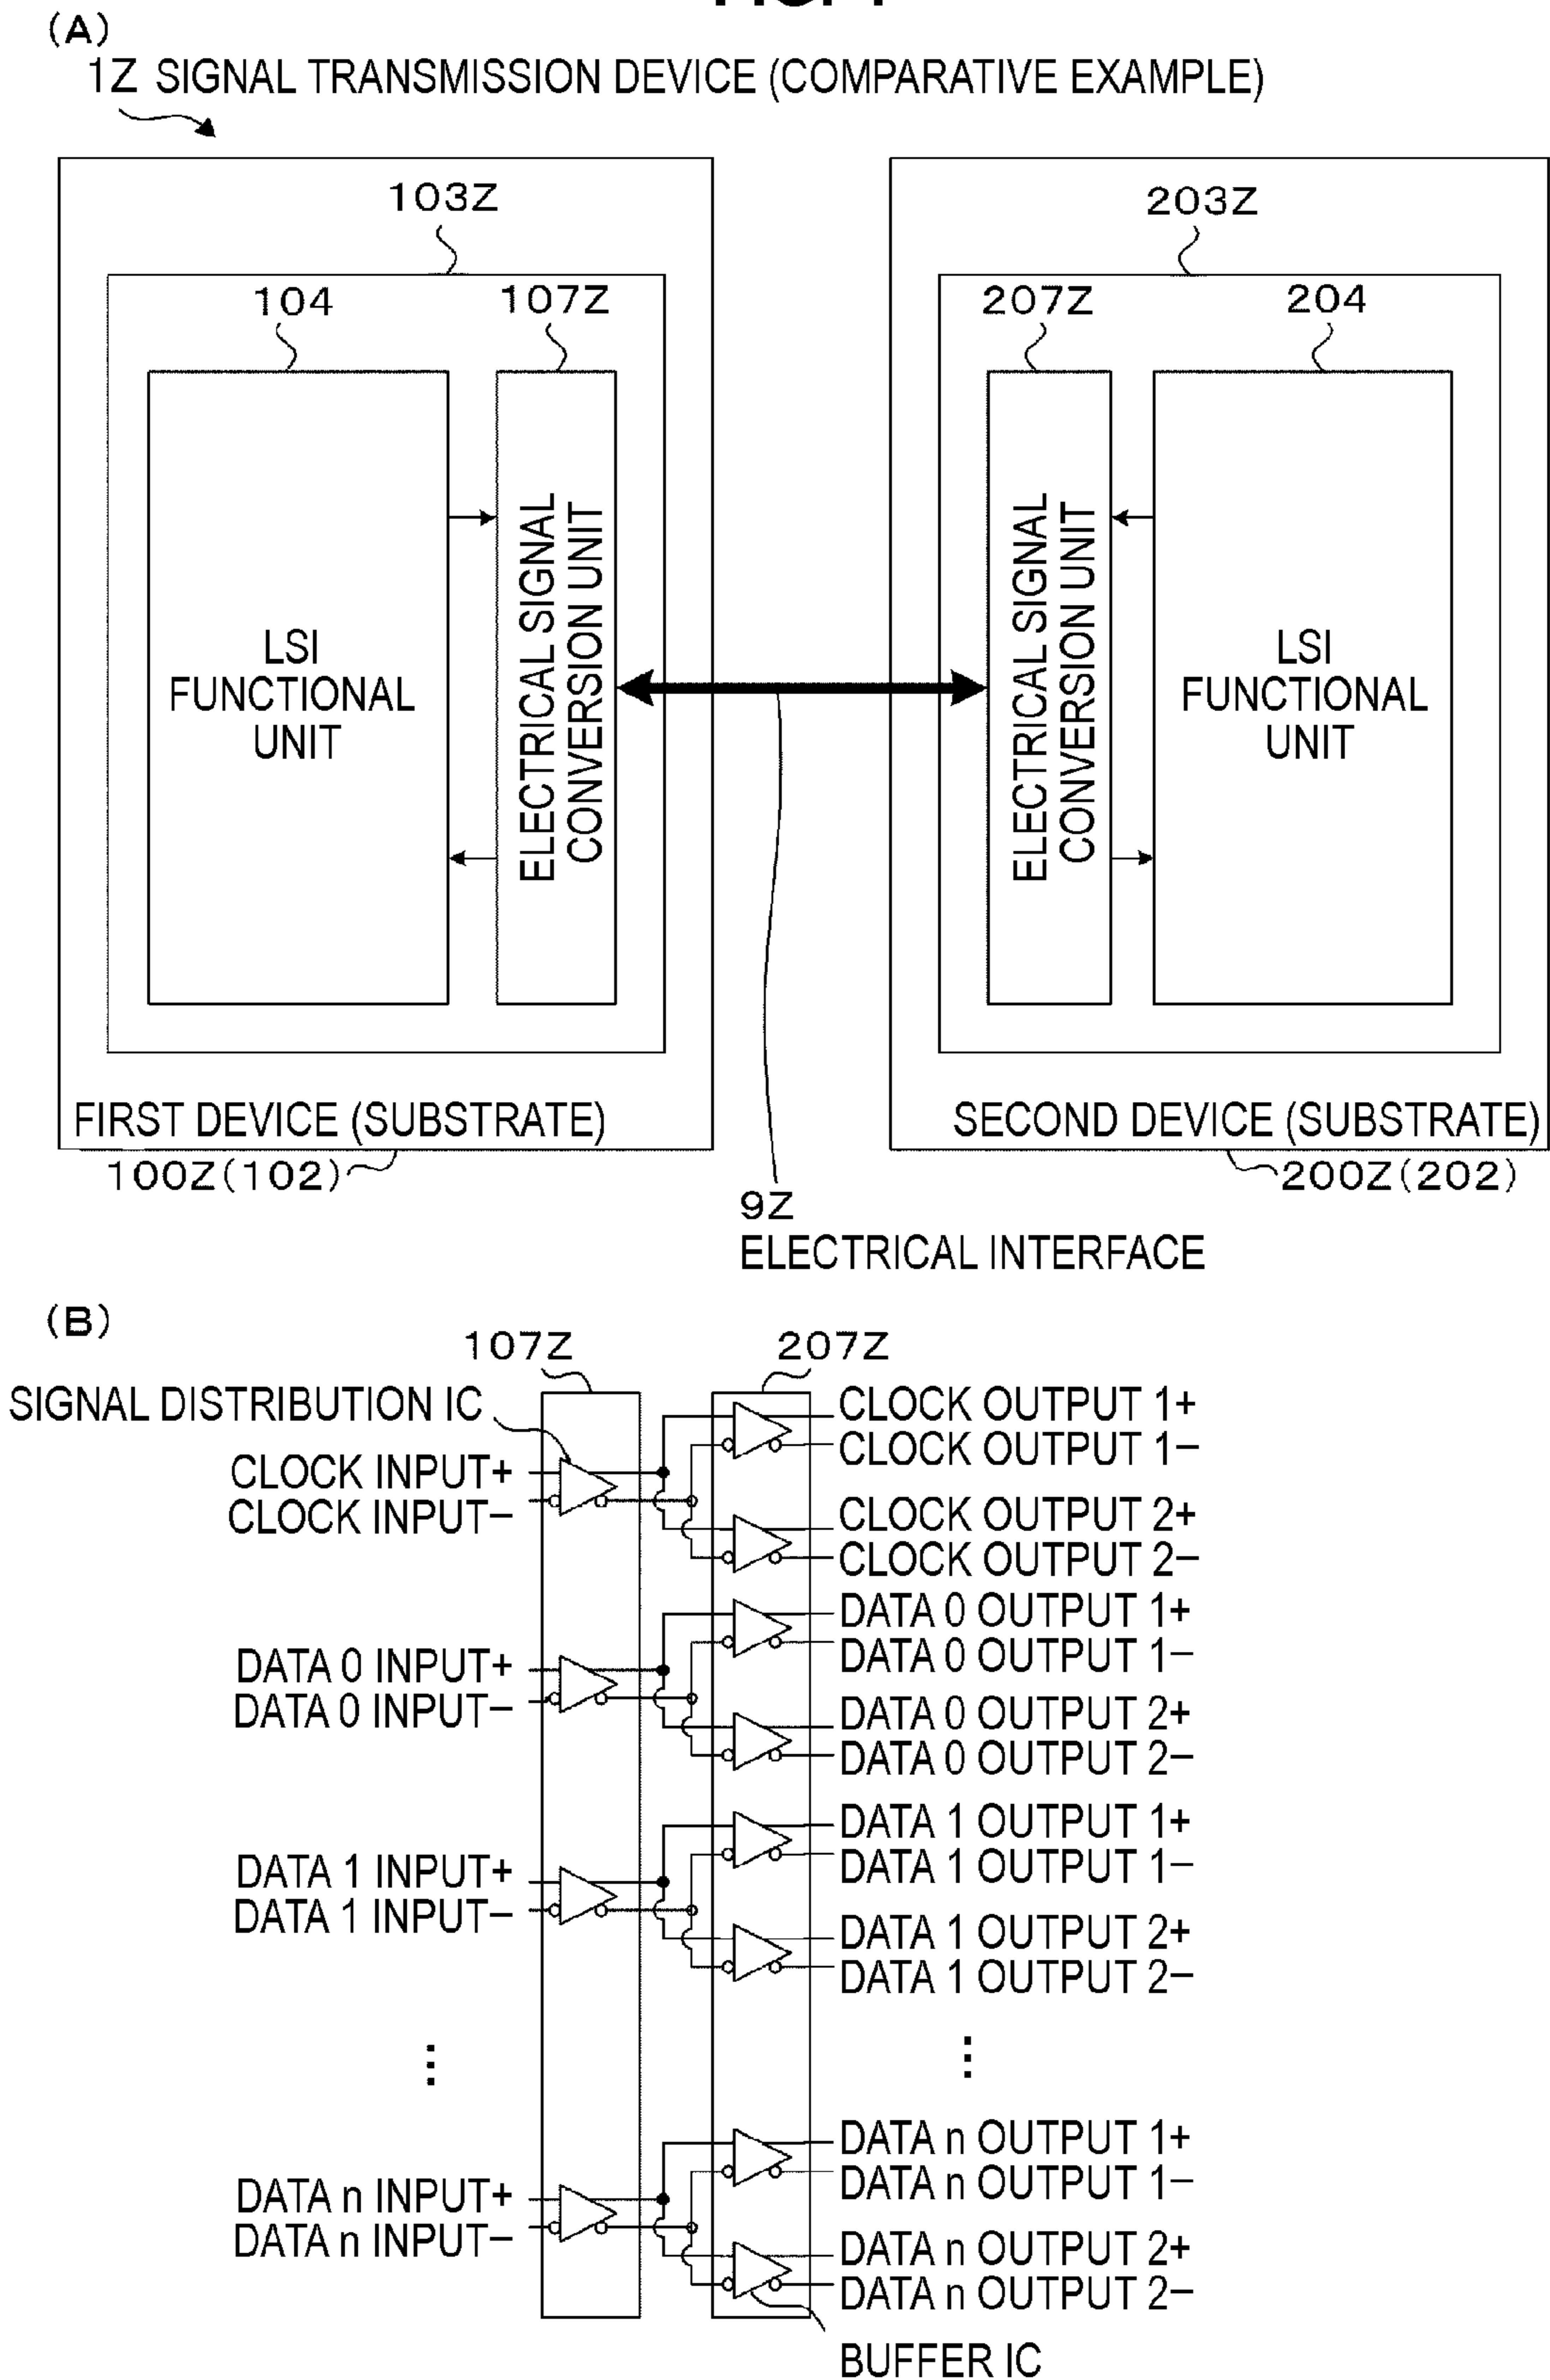 (A)
1Z SIGNAL TRANSMISSION DEVICE (COMPARATIVE EXAMPLE)
103Z
203Z
104
107Z
207Z
204
LSI
FUNCTIONAL
UNIT
ELECTRICAL SIGNAL
CONVERSION UNIT
ELECTRICAL SIGNAL
CONVERSION UNIT
LSI
FUNCTIONAL
UNIT
FIRST DEVICE (SUBSTRATE)
SECOND DEVICE (SUBSTRATE)
100Z(102)
200Z(202)
9Z
ELECTRICAL INTERFACE
(B)
107Z
207Z
SIGNAL DISTRIBUTION IC
CLOCK INPUT+
CLOCK INPUT−
CLOCK OUTPUT 1+
CLOCK OUTPUT 1−
CLOCK OUTPUT 2+
CLOCK OUTPUT 2−
DATA 0 INPUT+
DATA 0 INPUT−
DATA 0 OUTPUT 1+
DATA 0 OUTPUT 1−
DATA 0 OUTPUT 2+
DATA 0 OUTPUT 2−
DATA 1 INPUT+
DATA 1 INPUT−
DATA 1 OUTPUT 1+
DATA 1 OUTPUT 1−
DATA 1 OUTPUT 2+
DATA 1 OUTPUT 2−
⋮
⋮
DATA n INPUT+
DATA n INPUT−
DATA n OUTPUT 1+
DATA n OUTPUT 1−
DATA n OUTPUT 2+
DATA n OUTPUT 2−
BUFFER IC